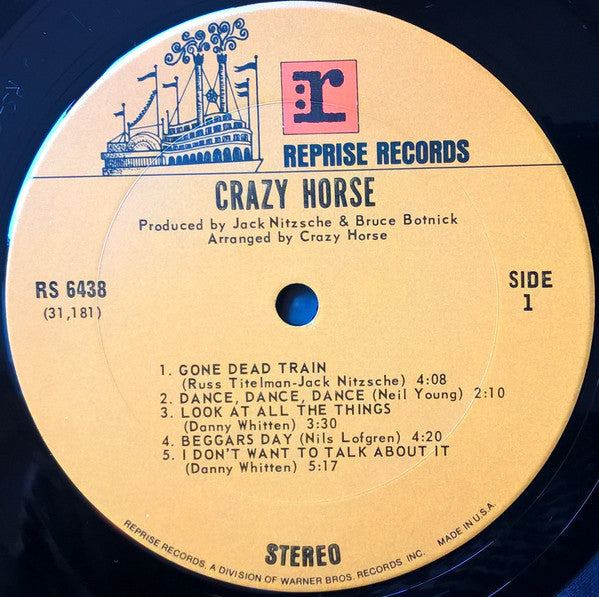 r:
REPRISE RECORDS
CRAZY HORSE
Produced by Jack Nitzsche & Bruce Botnick
Arranged by Crazy Horse
RS 6438
(31,181)
SIDE
1
1. GONE DEAD TRAIN
(Russ Titelman-Jack Nitzsche) 4:08
2. DANCE, DANCE, DANCE (Neil Young) 2:10
3. LOOK AT ALL THE THINGS
(Danny Whitten) 3:30
4. BEGGARS DAY (Nils Lofgren) 4:20
5. I DON'T WANT TO TALK ABOUT IT
(Danny Whitten) 5:17
STEREO
REPRISE RECORDS, A DIVISION OF WARNER BROS. RECORDS INC. MADE IN U.S.A.